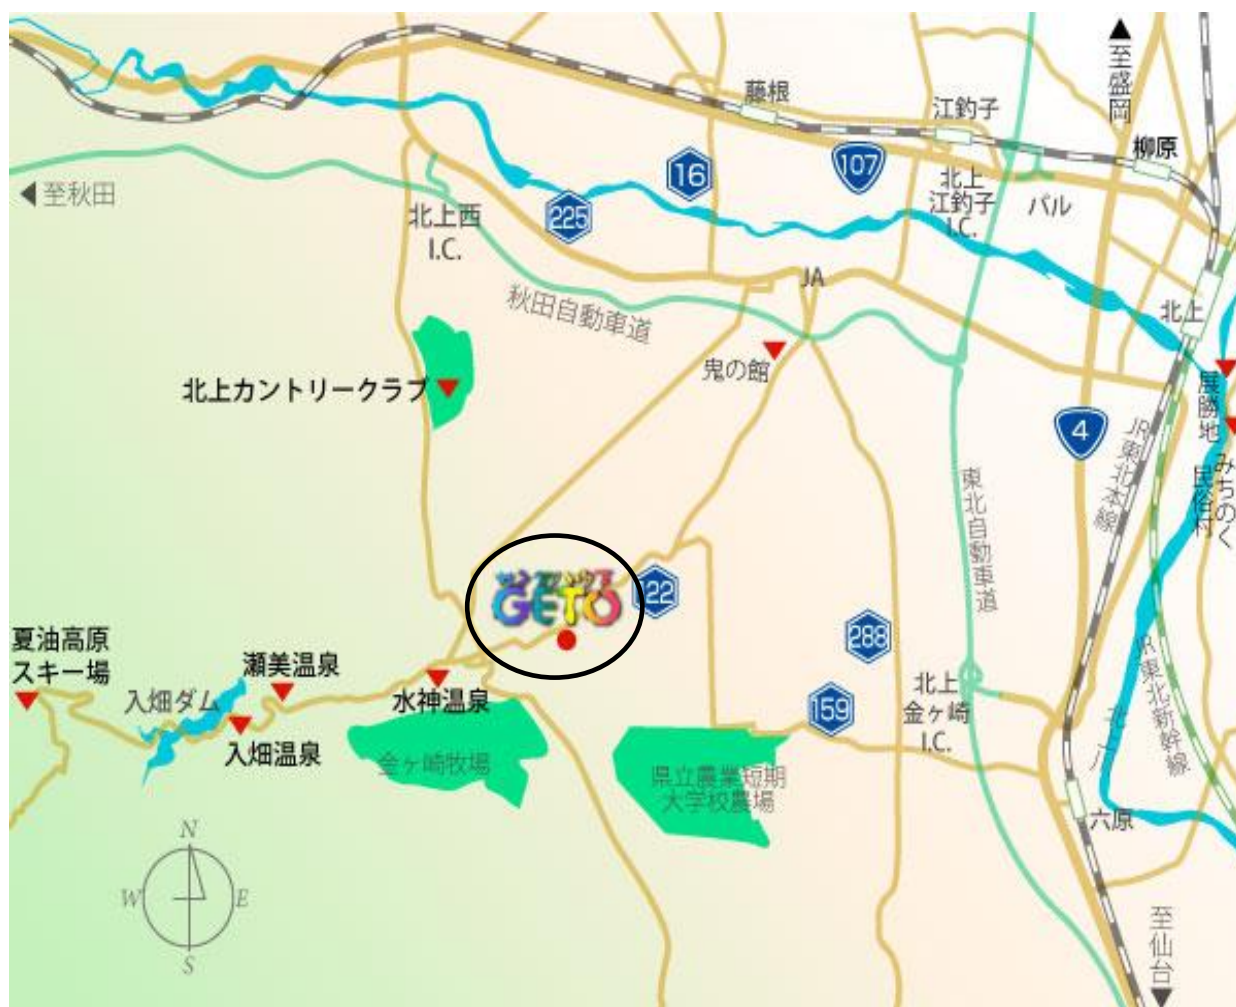 至盛岡
藤根
江釣子
柳原
16
107
至秋田
北上
江釣子
I.C.
パル
北上西
I.C.
225
JA
秋田自動車道
北上
鬼の館
北上カントリークラブ
展勝地
4
JR東北本線
みちのく
民俗村
東北自動車道
GETO
122
288
夏油高原
スキー場
瀬美温泉
入畑ダム
水神温泉
159
北上
金ヶ崎
I.C.
JR東北新幹線
入畑温泉
金ヶ崎牧場
県立農業短期
大学校農場
六原
N
W
E
S
至仙台